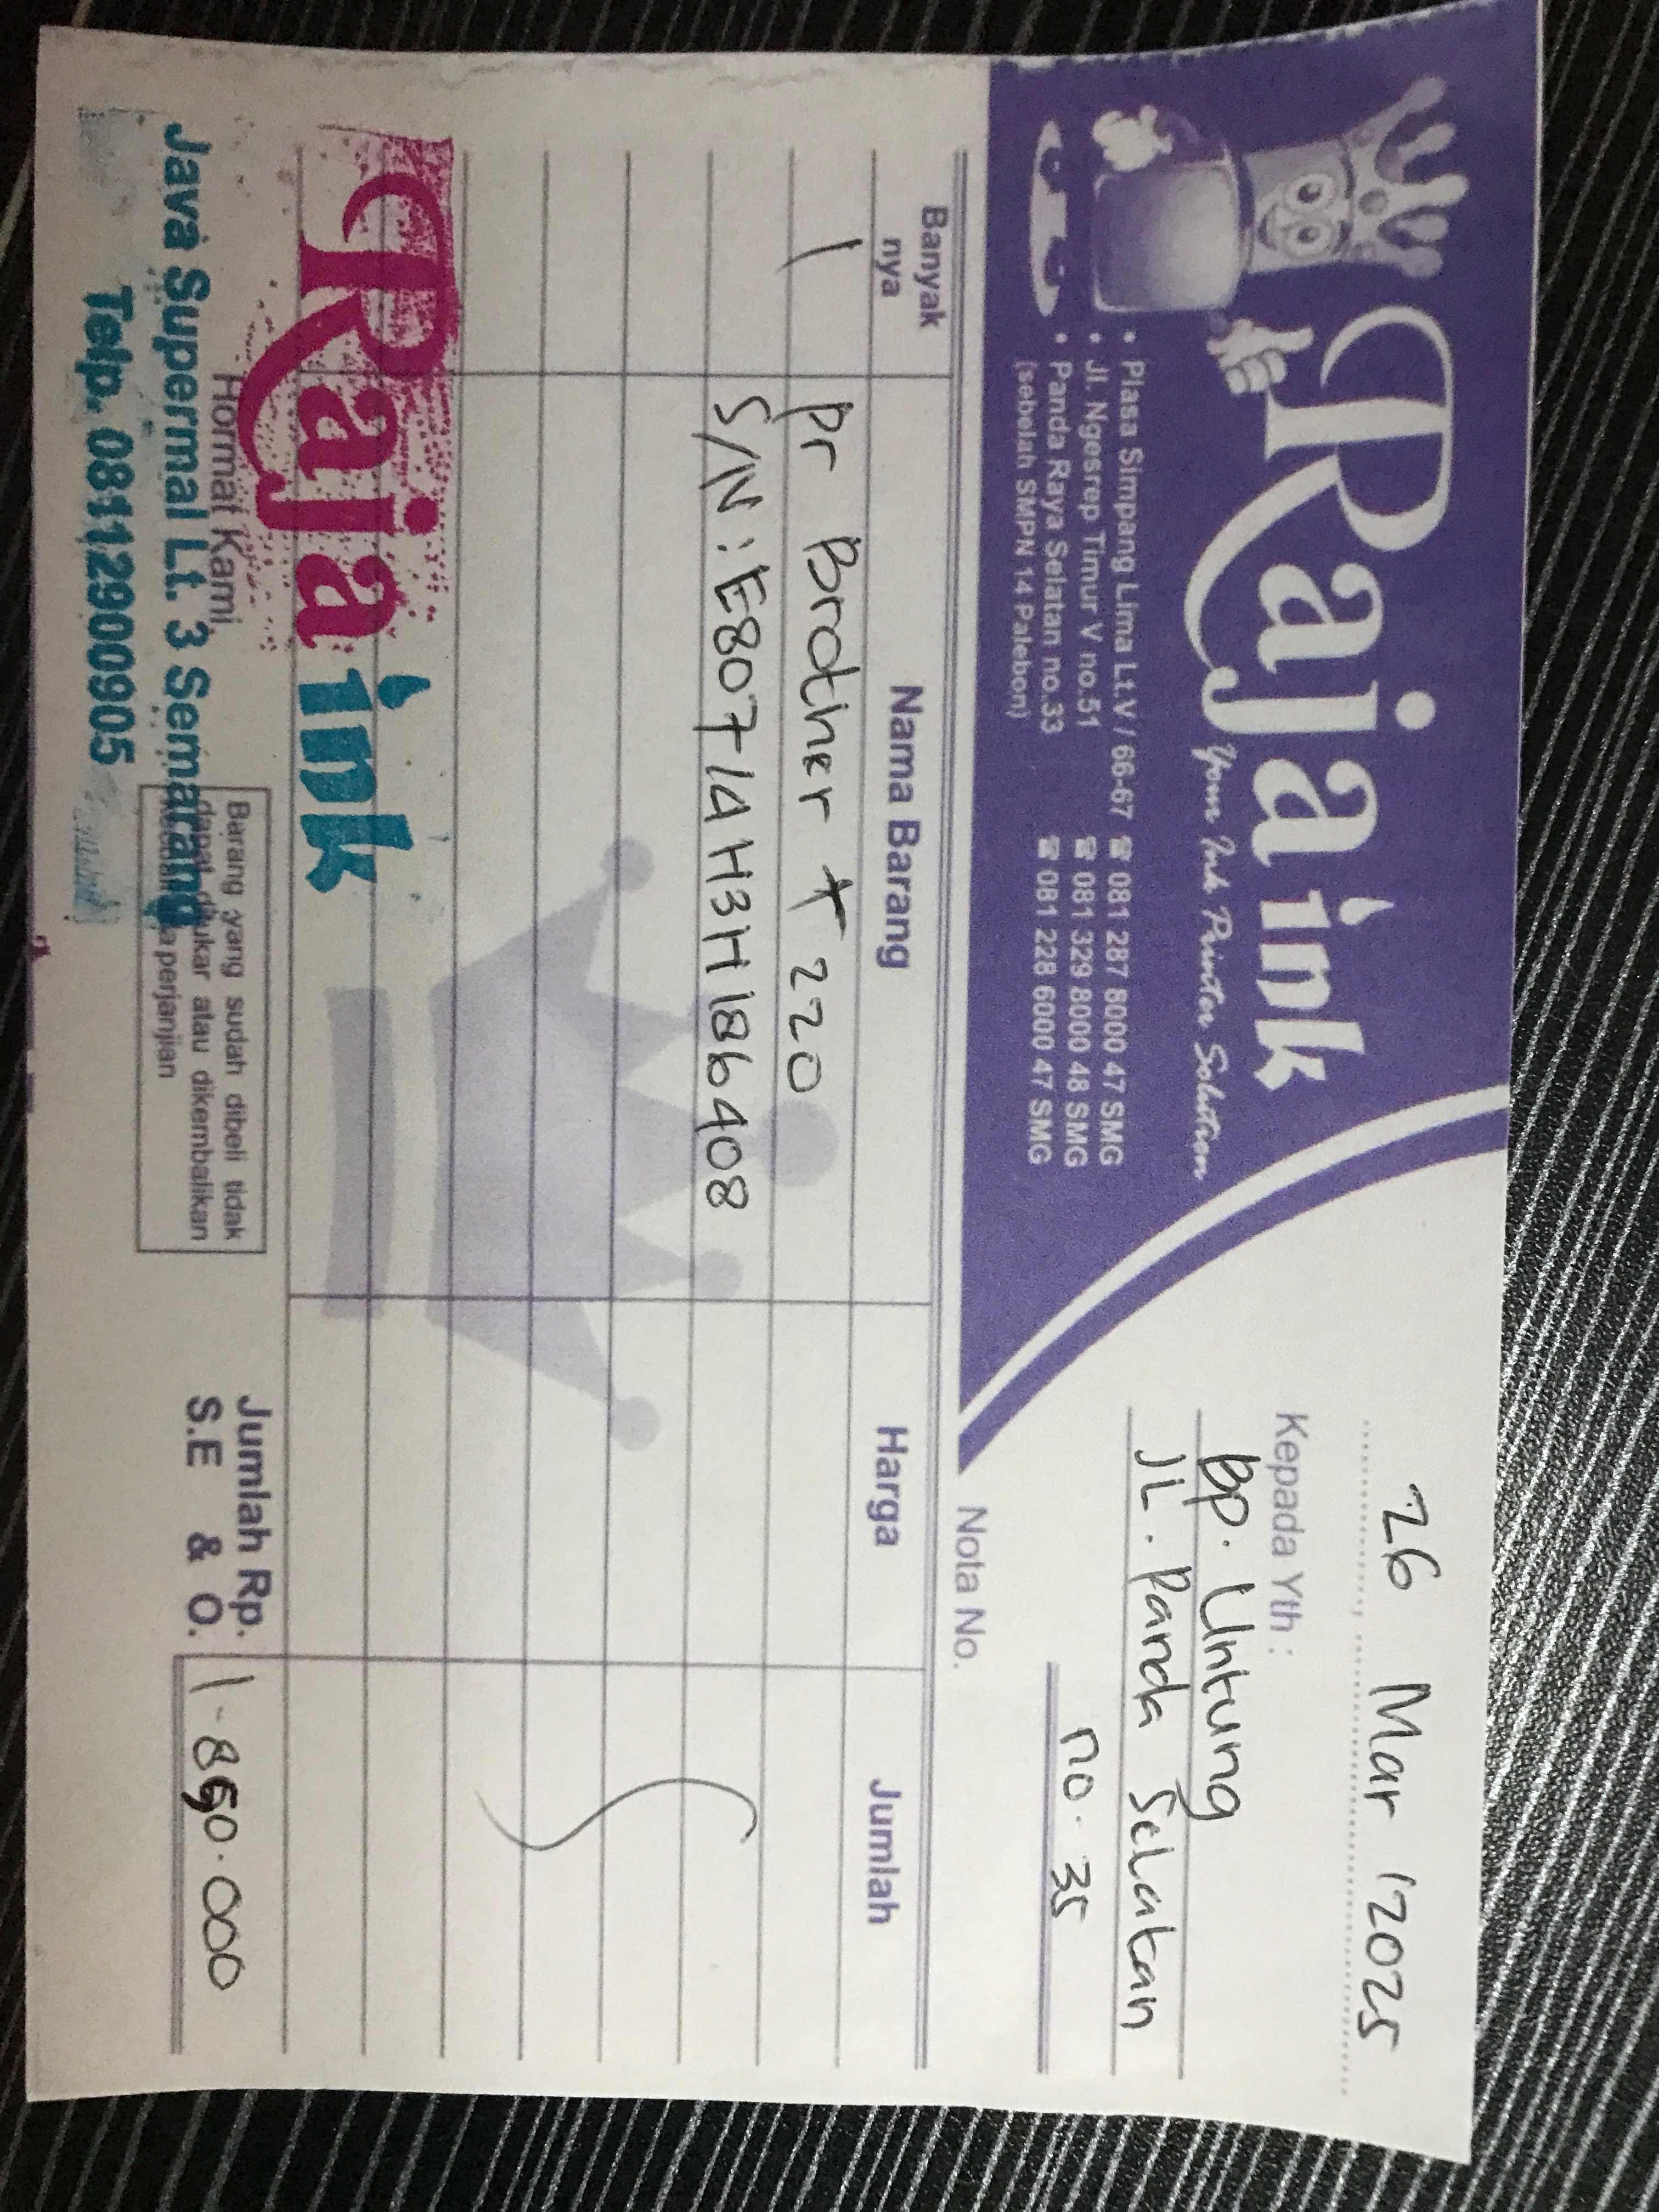 Raja ink
Your Ink Printer Solution
• Plasa Simpang Lima Lt.V / 66-67 ☎ 081 287 8000 47 SMG
• Jl. Ngesrep Timur V no.51 ☎ 081 329 8000 48 SMG
• Panda Raya Selatan no.33 ☎ 081 228 6000 47 SMG
(sebelah SMPN 14 Palebon)
26 Mar 2025
Kepada Yth :
Bp. Untung
JL. Panda Selatan
no. 35
Nota No.
Banyak nya Nama Barang Harga Jumlah
1 Pr Brother T 220
S/N : E80714H3H186408
Raja ink
Hormat Kami,
Java Supermal Lt. 3 Semarang
Telp. 08112900905
Barang yang sudah dibeli tidak
dapat ditukar atau dikembalikan
perjanjian
Jumlah Rp. 1.850.000
S.E & O.